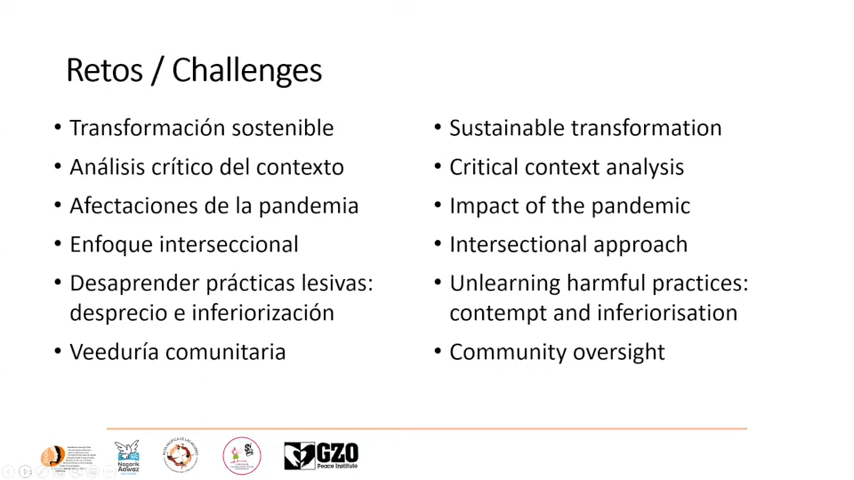 Retos / Challenges
• Transformación sostenible
• Análisis crítico del contexto
• Afectaciones de la pandemia
• Enfoque interseccional
• Desaprender prácticas lesivas:
desprecio e inferiorización
• Veeduría comunitaria
• Sustainable transformation
• Critical context analysis
• Impact of the pandemic
• Intersectional approach
• Unlearning harmful practices:
contempt and inferiorisation
• Community oversight
Nagarik
Aawaz
GZO
Peace Institute